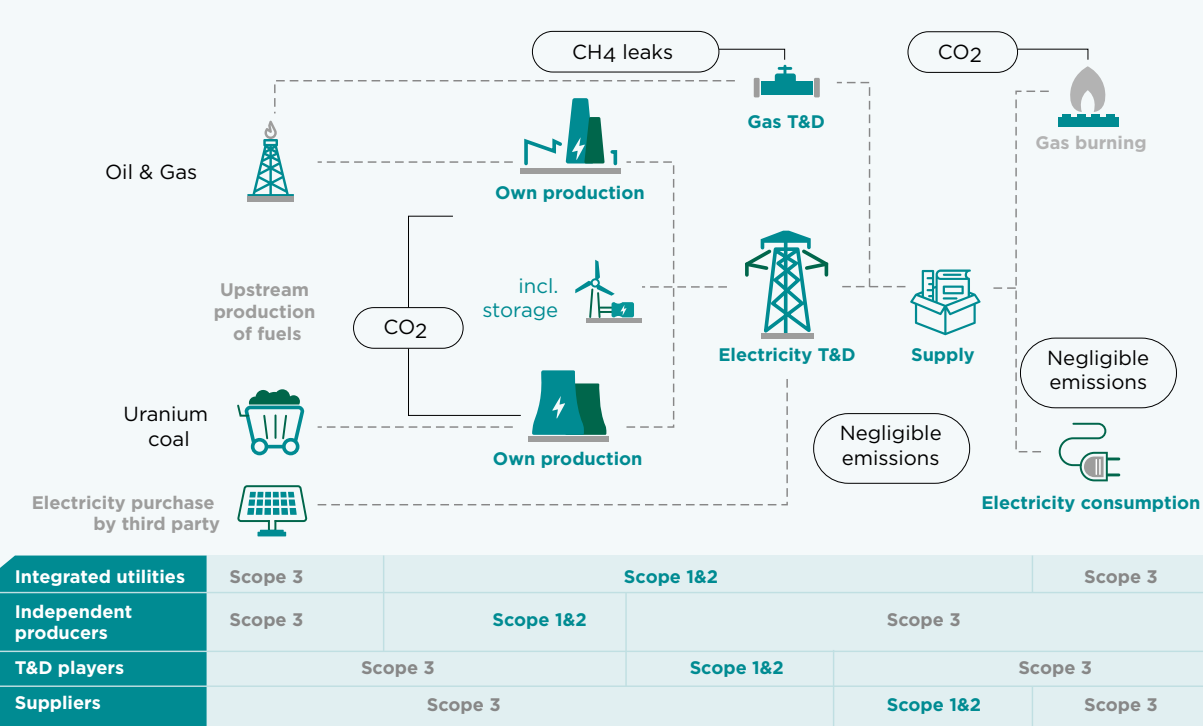 CH4 leaks
CO2
Gas T&D
Gas burning
Oil & Gas
1
Own production
Upstream
production
of fuels
incl.
storage
CO2
Electricity T&D
Supply
Negligible
emissions
Uranium
coal
Own production
Negligible
emissions
Electricity purchase
by third party
Electricity consumption
Integrated utilities Scope 3 Scope 1&2 Scope 3
Independent
producers
Scope 3 Scope 1&2 Scope 3
T&D players Scope 3 Scope 1&2 Scope 3
Suppliers Scope 3 Scope 1&2 Scope 3